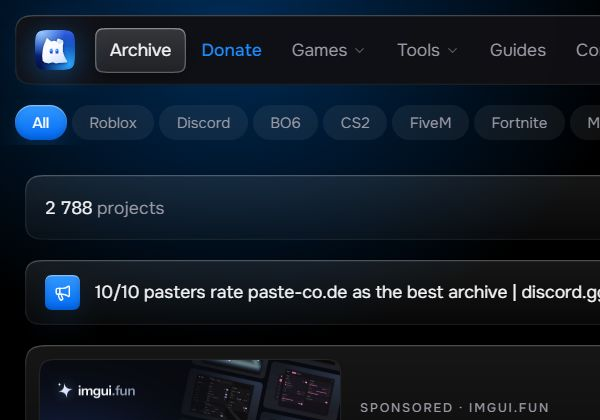 Archive Donate Games Tools Guides Co
All Roblox Discord BO6 CS2 FiveM Fortnite M
2 788 projects
10/10 pasters rate paste-co.de as the best archive | discord.gg
imgui.fun
SPONSORED · IMGUI.FUN